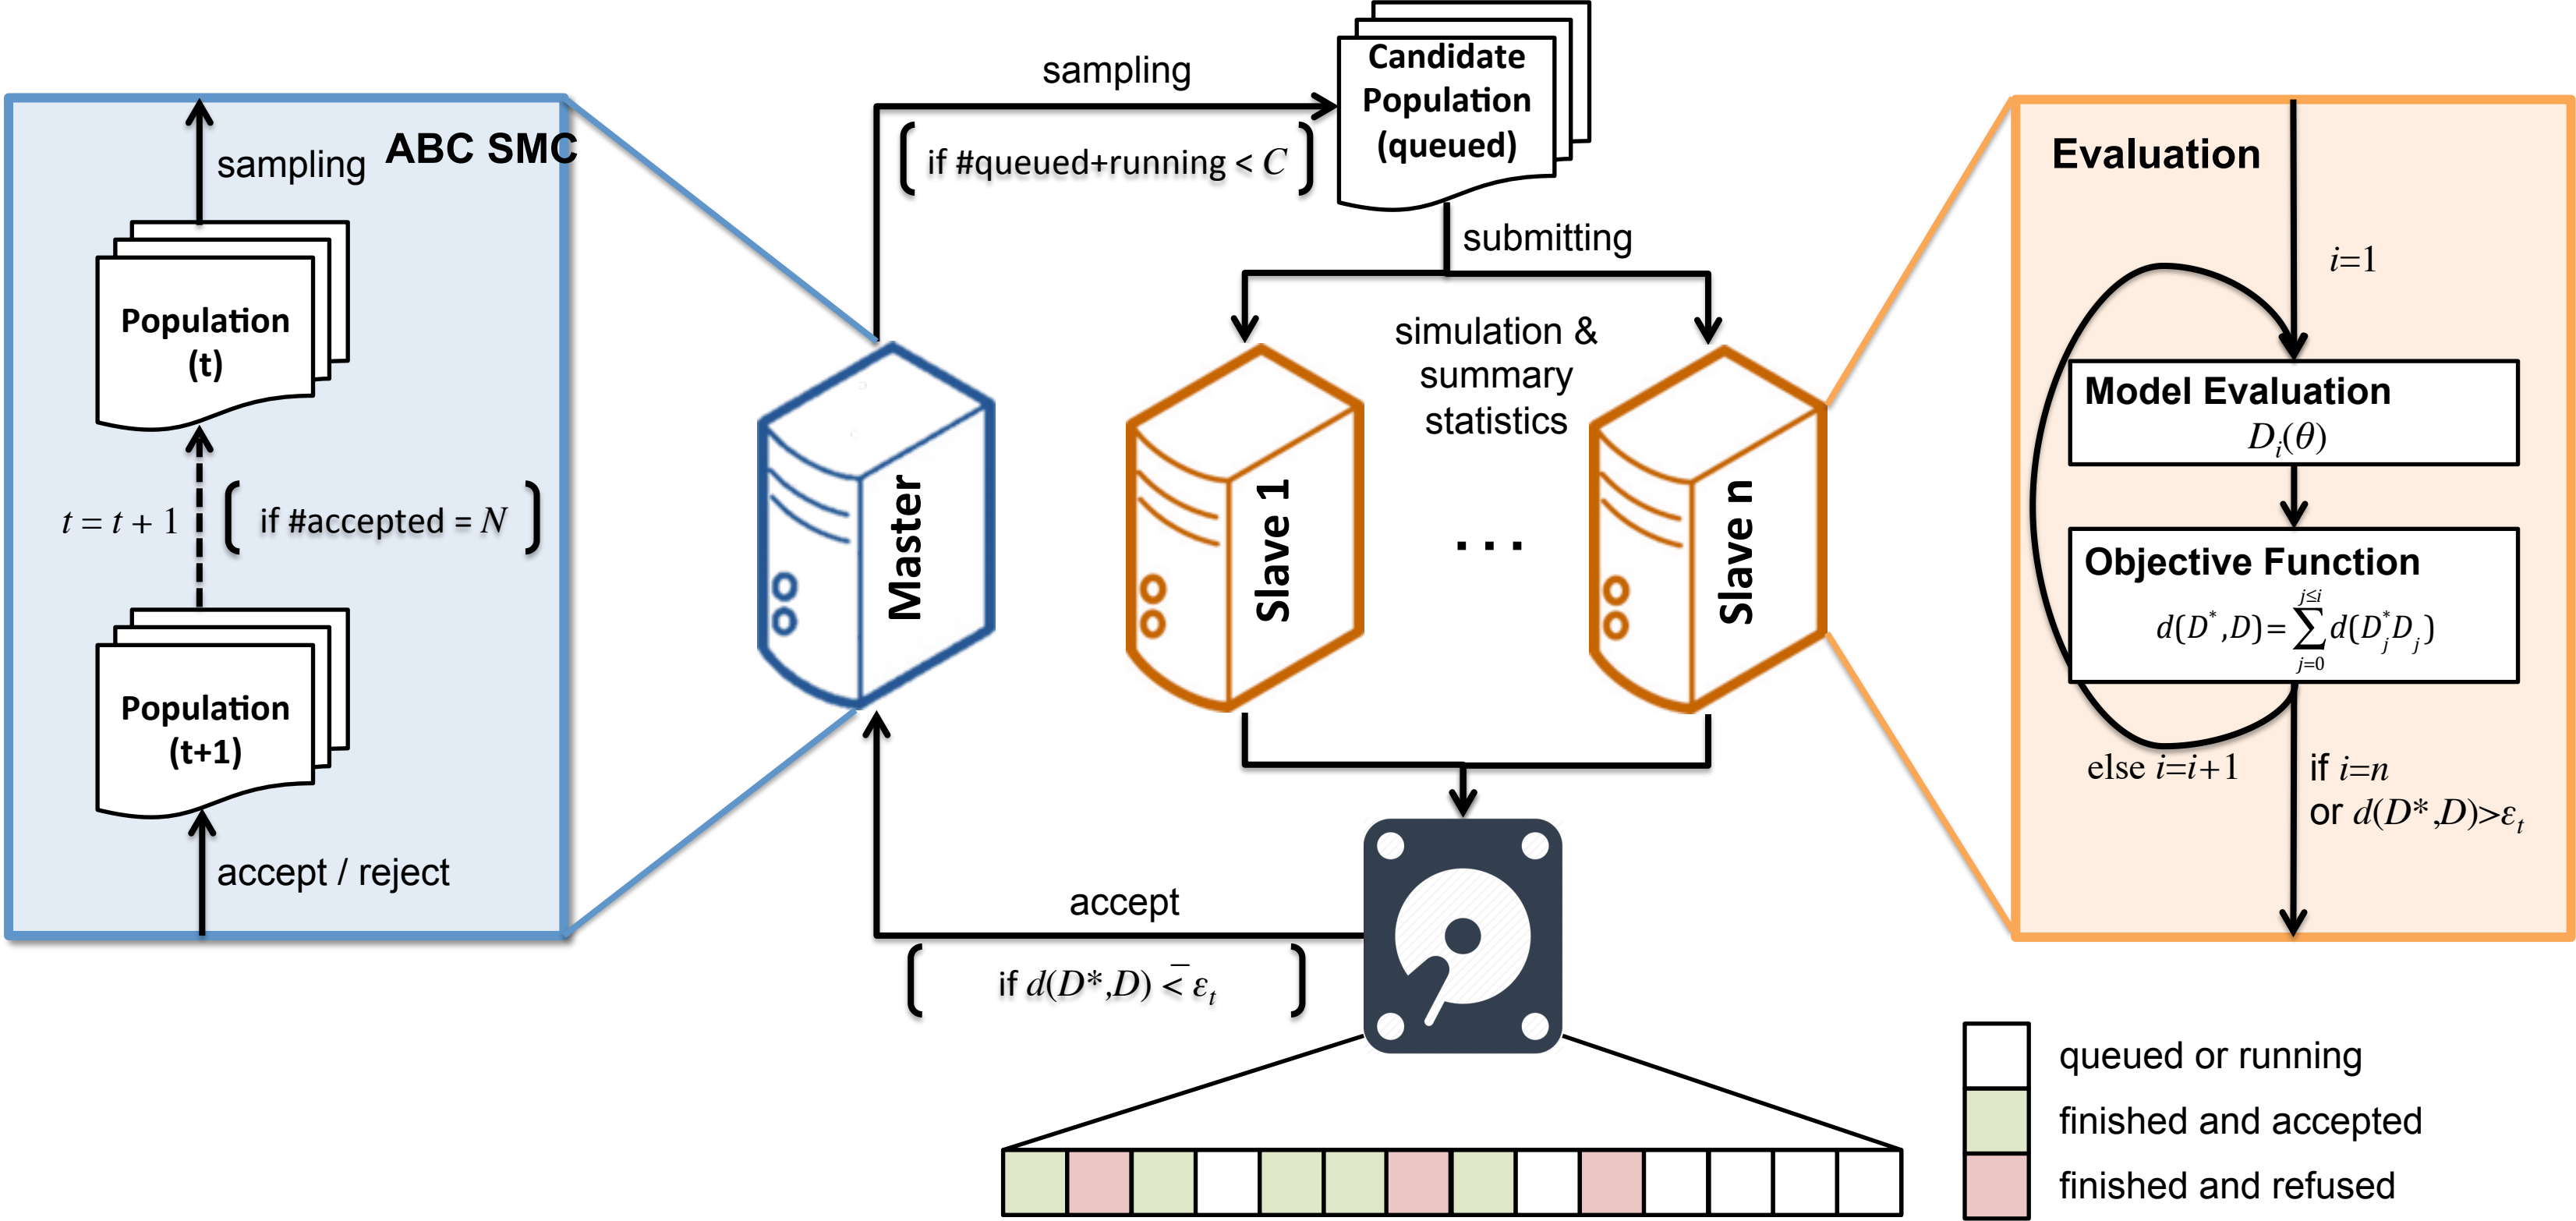 ABC SMC
sampling
Population
(t)
t = t + 1
if #accepted = N
Population
(t+1)
accept / reject
sampling
if #queued+running < C
Candidate
Population
(queued)
submitting
simulation &
summary
statistics
Master
Slave 1
...
Slave n
accept
if d(D*,D) <̅ ε_t
Evaluation
i=1
Model Evaluation
D_i(θ)
Objective Function
d(D*,D)=∑_{j=0}^{j≤i} d(D*_j D_j)
else i=i+1
if i=n
or d(D*,D)>ε_t
queued or running
finished and accepted
finished and refused